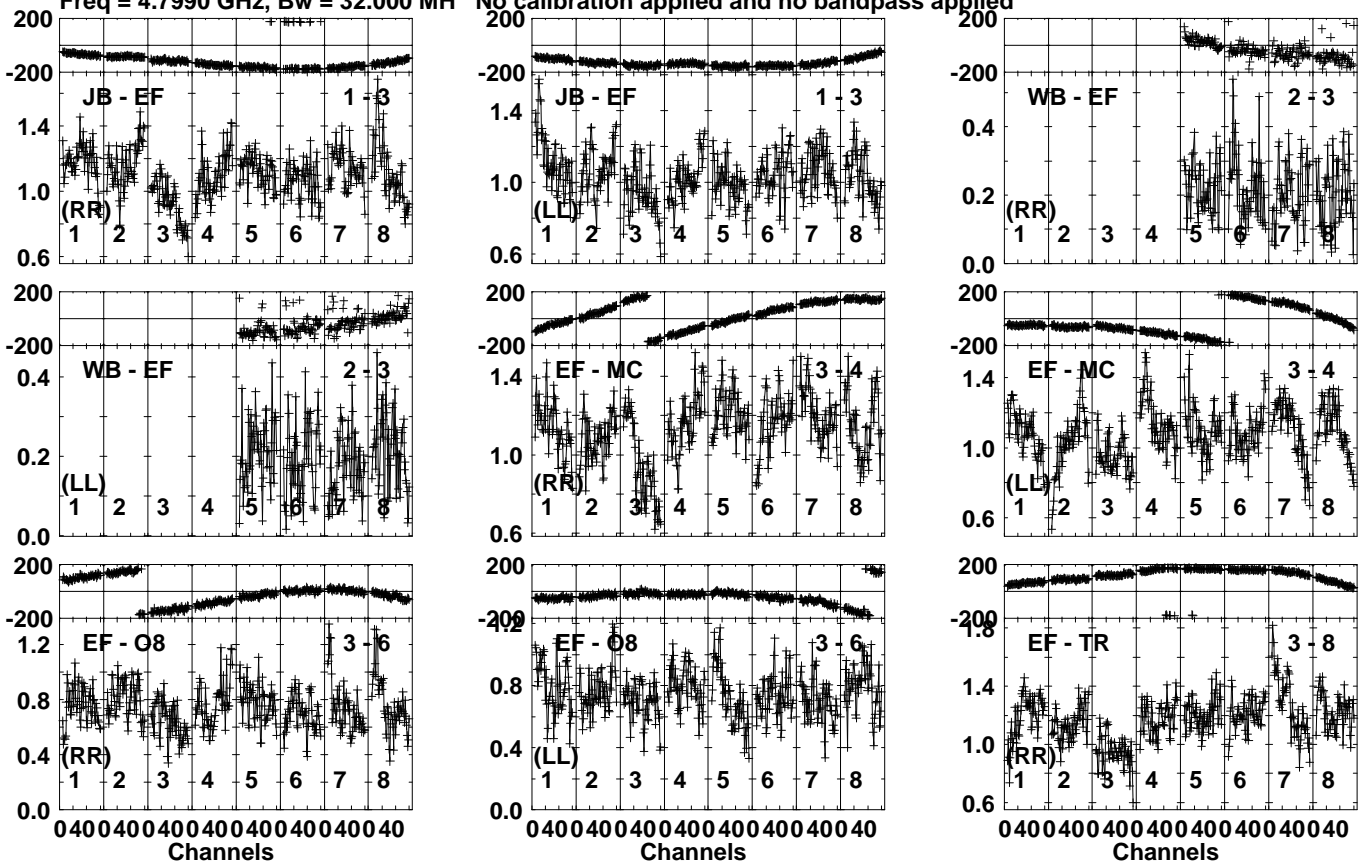 Freq = 4.7990 GHz, Bw = 32.000 MH No calibration applied and no bandpass applied
200
-200
JB - EF 1 - 3
1.4
1.0
(RR)
1 2 3 4 5 6 7 8
0.6
200
-200
JB - EF 1 - 3
1.4
1.0
(LL)
1 2 3 4 5 6 7 8
0.6
200
-200
WB - EF 2 - 3
0.4
0.2
(RR)
1 2 3 4 5 6 7 8
0.0
200
-200
WB - EF 2 - 3
0.4
0.2
(LL)
1 2 3 4 5 6 7 8
0.0
200
-200
EF - MC 3 - 4
1.4
1.0
(RR)
1 2 3 4 5 6 7 8
0.6
200
-200
EF - MC 3 - 4
1.4
1.0
(LL)
1 2 3 4 5 6 7 8
0.6
200
-200
EF - O8 3 - 6
1.2
0.8
0.4
(RR)
1 2 3 4 5 6 7 8
0.0
0 40 0 40 0 40 0 40 0 40 0 40 0 40 0 40
Channels
200
-200
1.2
EF - O8 3 - 6
0.8
0.4
(LL)
1 2 3 4 5 6 7 8
0.0
0 40 0 40 0 40 0 40 0 40 0 40 0 40 0 40
Channels
200
-200
1.8
EF - TR 3 - 8
1.4
1.0
(RR)
1 2 3 4 5 6 7 8
0.6
0 40 0 40 0 40 0 40 0 40 0 40 0 40 0 40
Channels